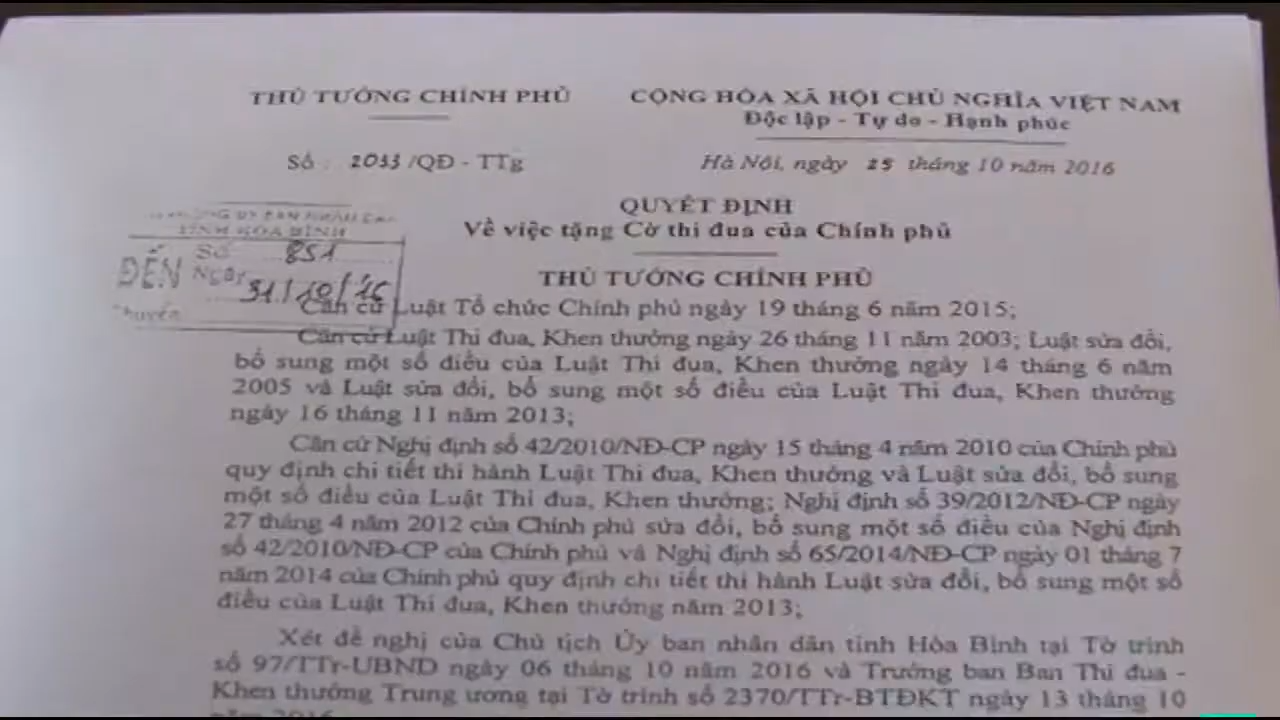 THỦ TƯỚNG CHÍNH PHỦ
CỘNG HÒA XÃ HỘI CHỦ NGHĨA VIỆT NAM
Độc lập - Tự do - Hạnh phúc
Số : 2033 /QĐ - TTg
Hà Nội, ngày 25 tháng 10 năm 2016
QUYẾT ĐỊNH
Về việc tặng Cờ thi đua của Chính phủ
TỈNH HÒA BÌNH
ĐẾN
Số 851
Ngày 31/10/16
Chuyển
THỦ TƯỚNG CHÍNH PHỦ
Căn cứ Luật Tổ chức Chính phủ ngày 19 tháng 6 năm 2015;
Căn cứ Luật Thi đua, Khen thưởng ngày 26 tháng 11 năm 2003; Luật sửa đổi,
bổ sung một số điều của Luật Thi đua, Khen thưởng ngày 14 tháng 6 năm
2005 và Luật sửa đổi, bổ sung một số điều của Luật Thi đua, Khen thưởng
ngày 16 tháng 11 năm 2013;
Căn cứ Nghị định số 42/2010/NĐ-CP ngày 15 tháng 4 năm 2010 của Chính phủ
quy định chi tiết thi hành Luật Thi đua, Khen thưởng và Luật sửa đổi, bổ sung
một số điều của Luật Thi đua, Khen thưởng; Nghị định số 39/2012/NĐ-CP ngày
27 tháng 4 năm 2012 của Chính phủ sửa đổi, bổ sung một số điều của Nghị định
số 42/2010/NĐ-CP của Chính phủ và Nghị định số 65/2014/NĐ-CP ngày 01 tháng 7
năm 2014 của Chính phủ quy định chi tiết thi hành Luật sửa đổi, bổ sung một số
điều của Luật Thi đua, Khen thưởng năm 2013;
Xét đề nghị của Chủ tịch Ủy ban nhân dân tỉnh Hòa Bình tại Tờ trình
số 97/TTr-UBND ngày 06 tháng 10 năm 2016 và Trưởng ban Ban Thi đua -
Khen thưởng Trung ương tại Tờ trình số 2370/TTr-BTĐKT ngày 13 tháng 10
năm 2016